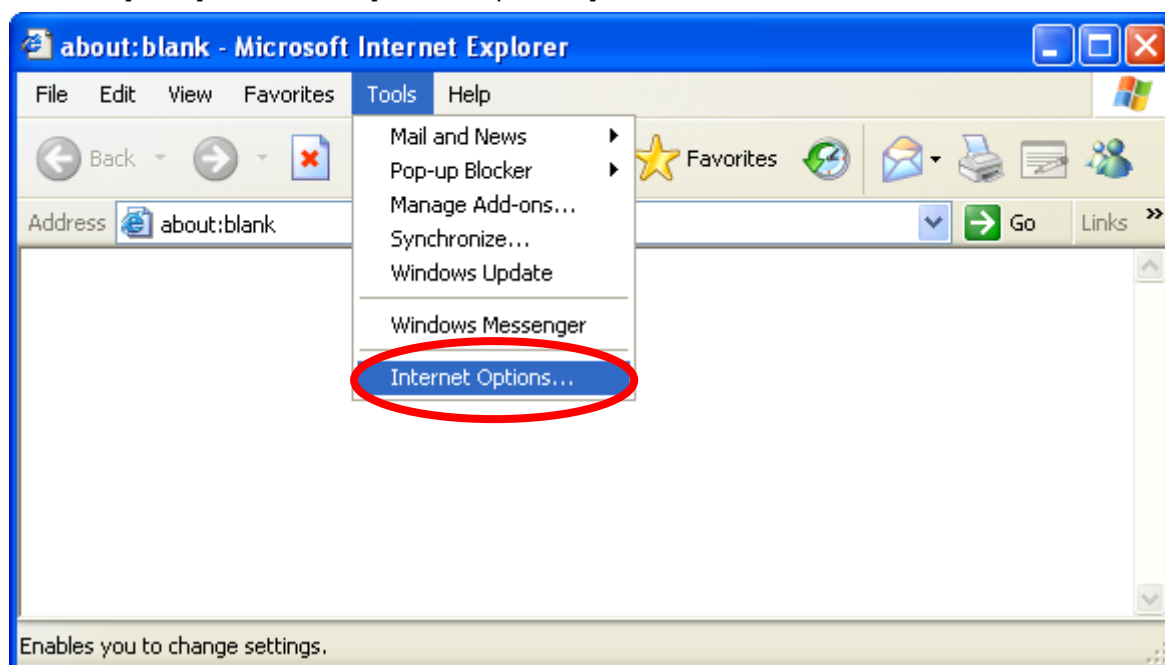 about:blank - Microsoft Internet Explorer
File Edit View Favorites Tools Help
Back Favorites
Mail and News
Pop-up Blocker
Manage Add-ons...
Synchronize...
Windows Update
Windows Messenger
Internet Options...
Address about:blank Go Links »
Enables you to change settings.